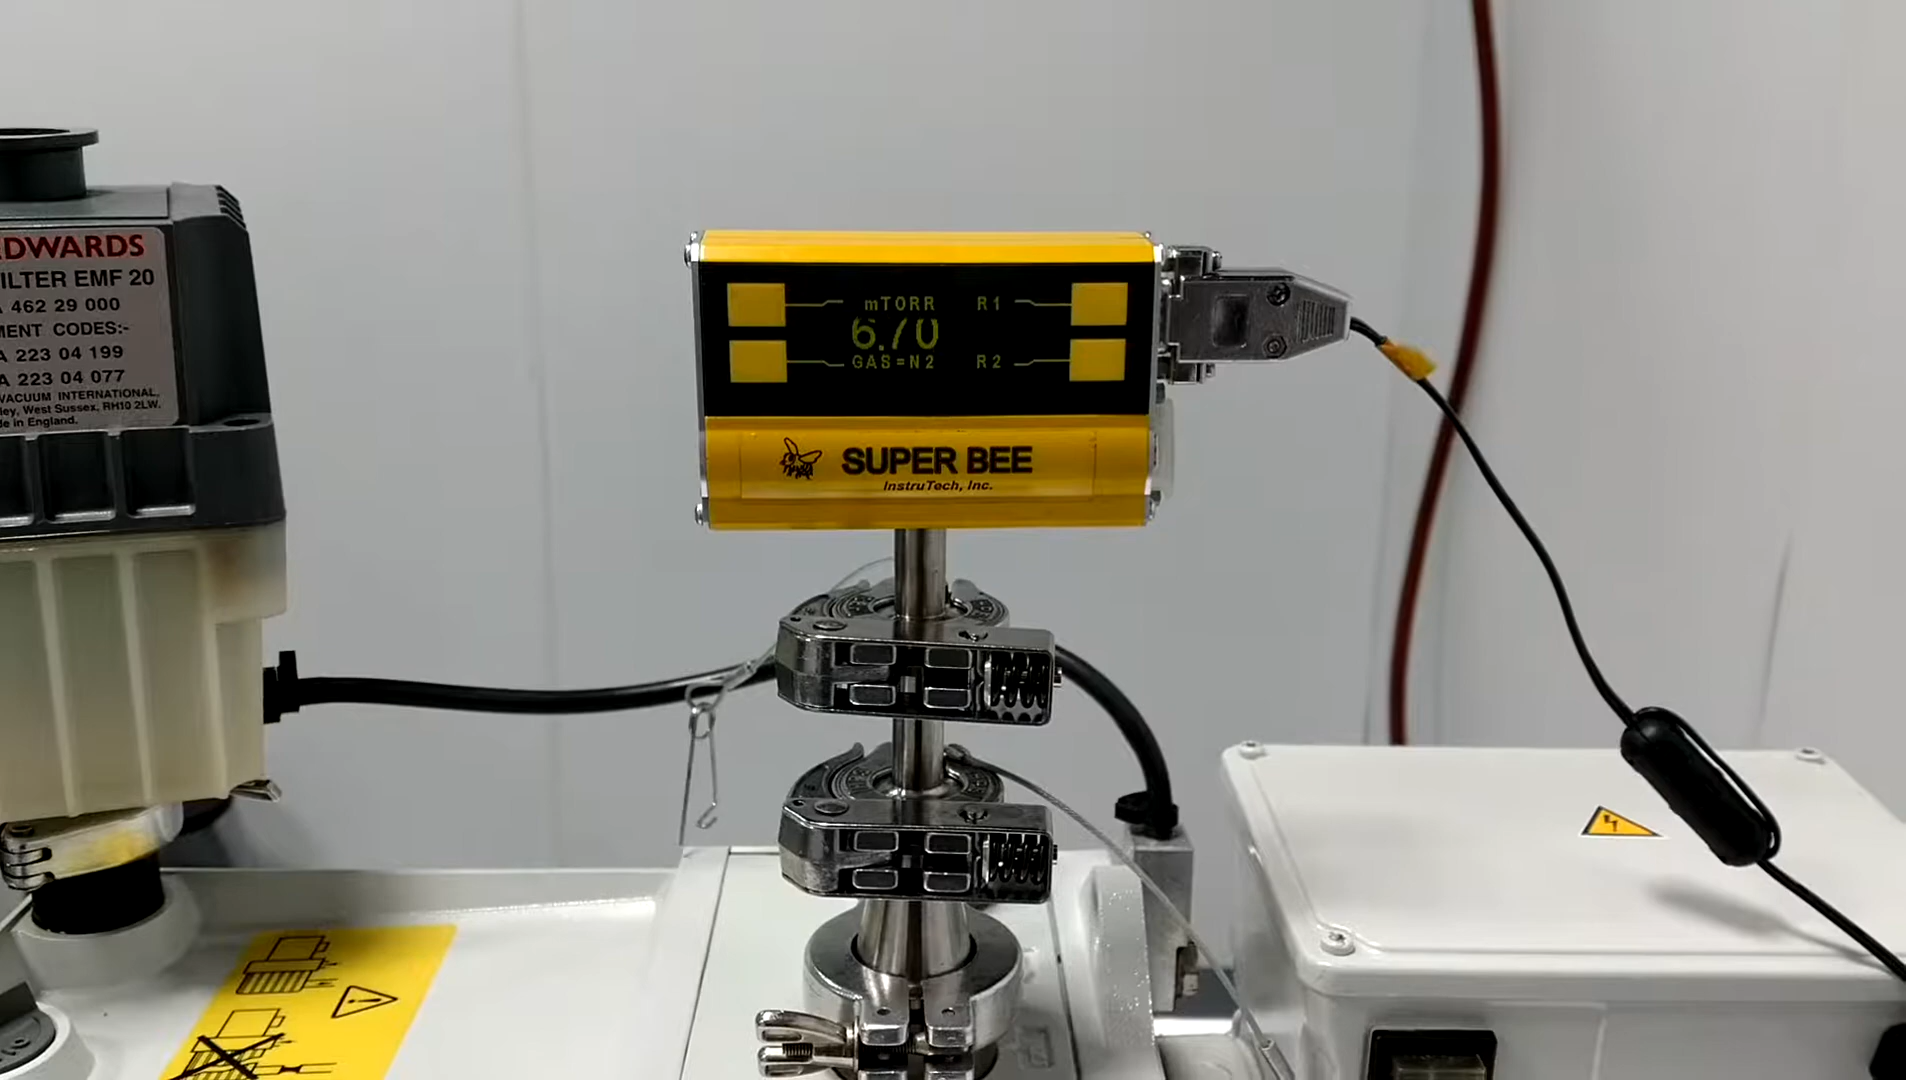 DWARDS
ILTER EMF 20
A 462 29 000
MENT CODES:-
A 223 04 199
A 223 04 077
VACUUM INTERNATIONAL,
ley, West Sussex, RH10 2LW.
de in England.
mTORR R1
6.70
GAS=N2 R2
SUPER BEE
InstruTech, Inc.